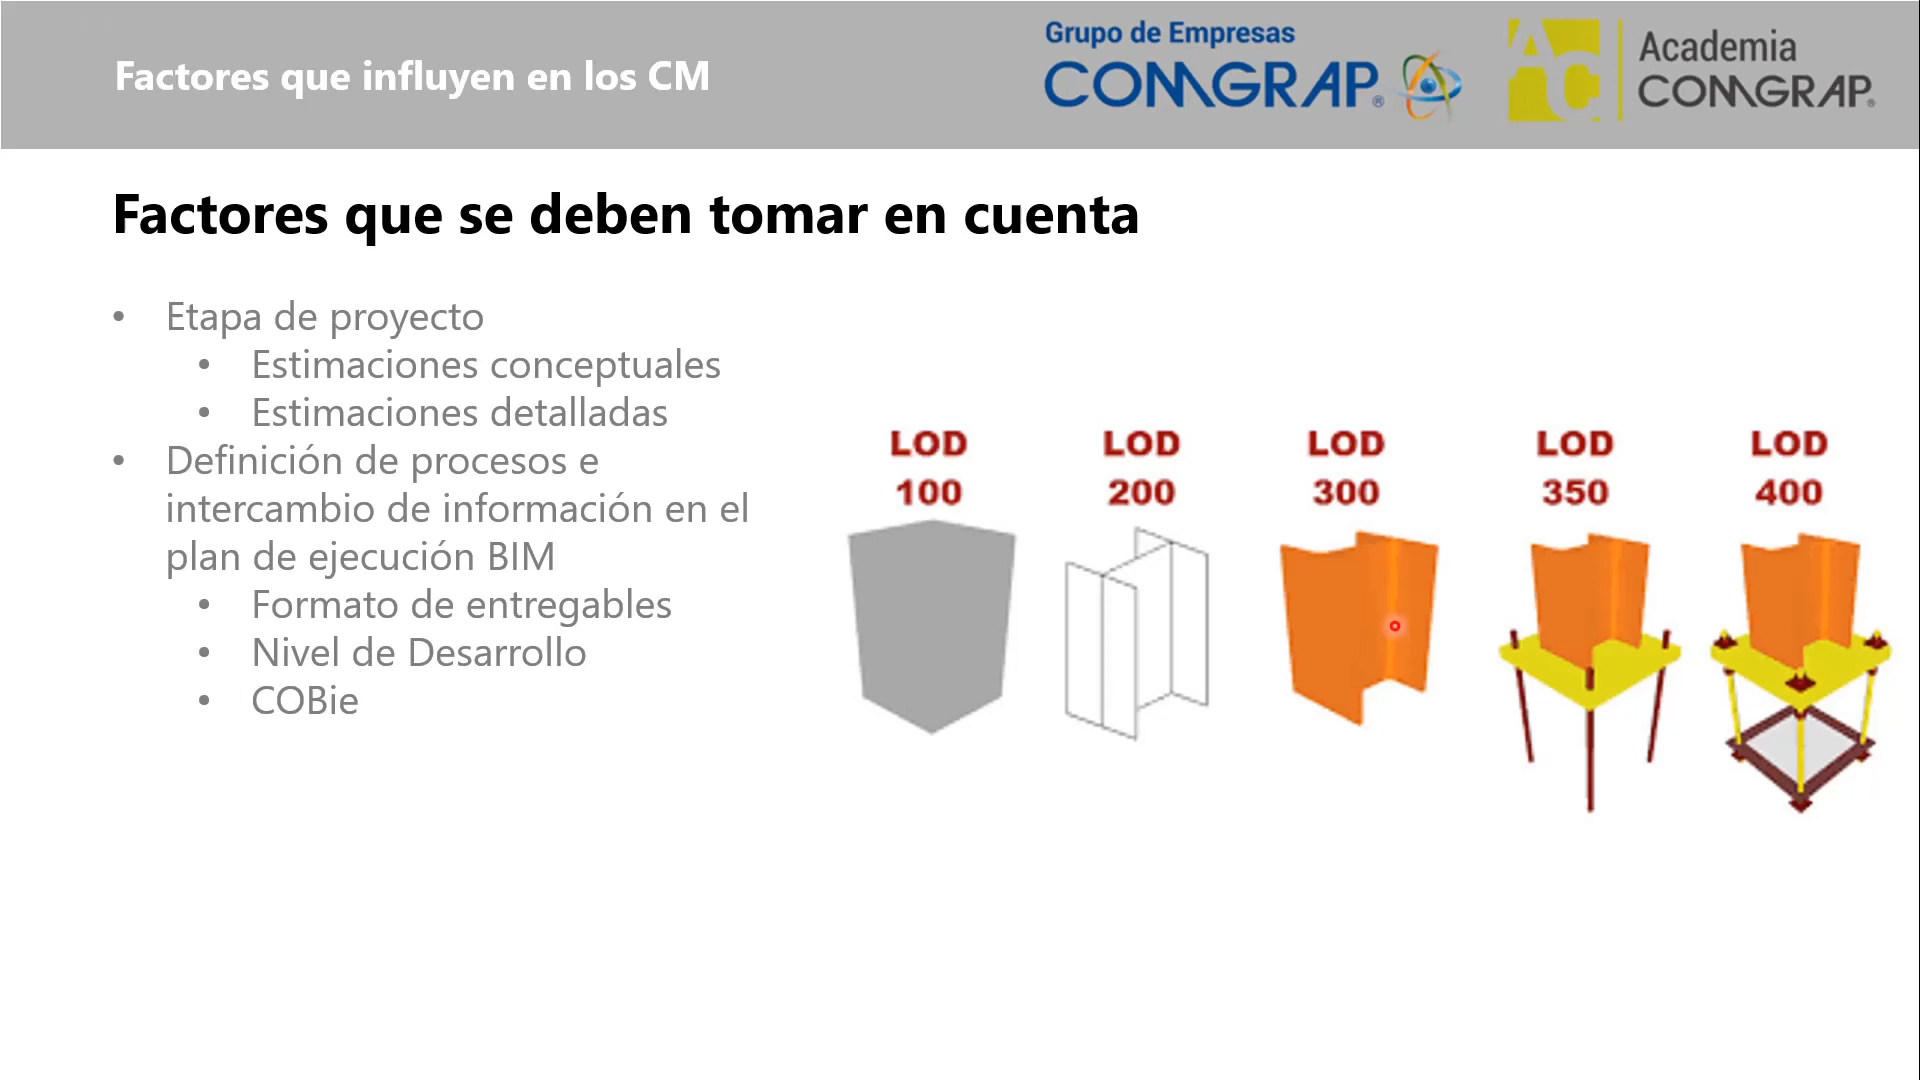 Factores que influyen en los CM
Grupo de Empresas
COMGRAP®
AC
Academia
COMGRAP®
Factores que se deben tomar en cuenta
• Etapa de proyecto
• Estimaciones conceptuales
• Estimaciones detalladas
• Definición de procesos e
intercambio de información en el
plan de ejecución BIM
• Formato de entregables
• Nivel de Desarrollo
• COBie
LOD
100
LOD
200
LOD
300
LOD
350
LOD
400